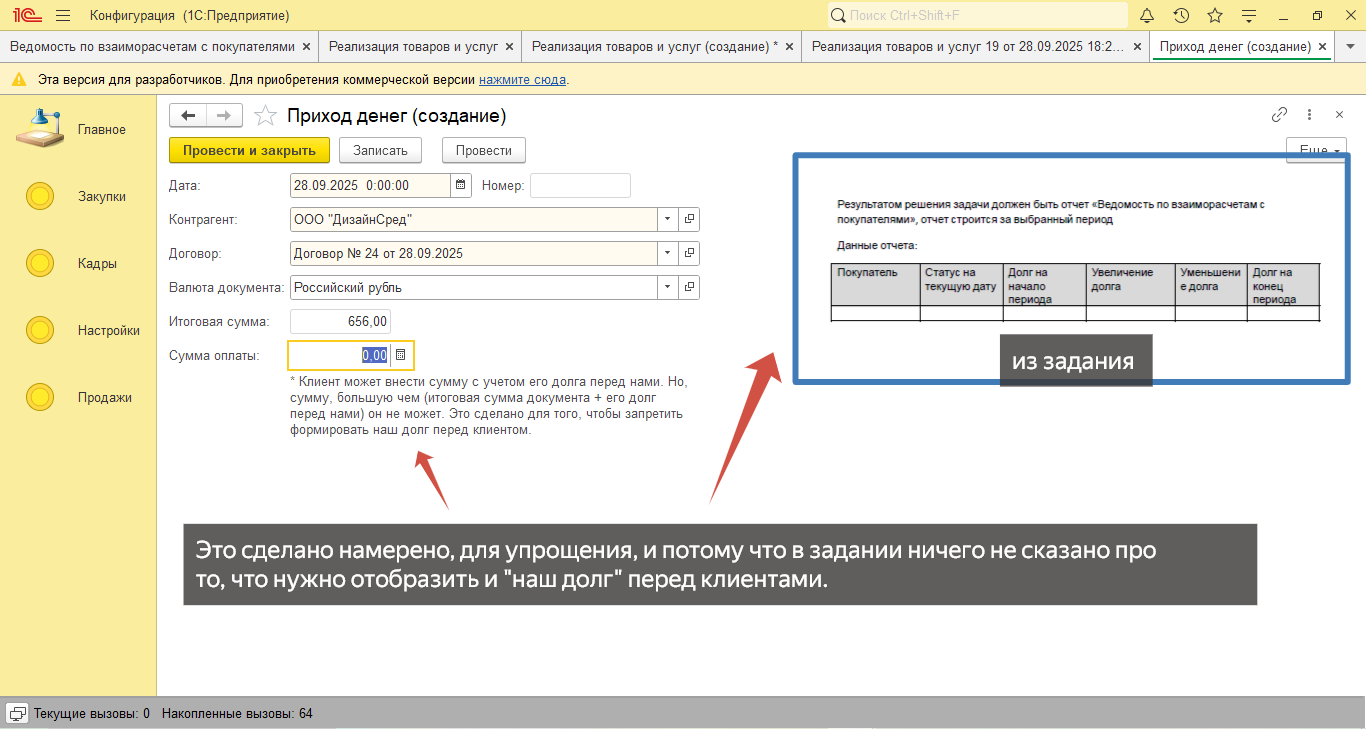 1С Конфигурация (1С:Предприятие)
Поиск Ctrl+Shift+F
Ведомость по взаиморасчетам с покупателями
Реализация товаров и услуг
Реализация товаров и услуг (создание) *
Реализация товаров и услуг 19 от 28.09.2025 18:2...
Приход денег (создание)
Эта версия для разработчиков. Для приобретения коммерческой версии нажмите сюда.
Главное
Закупки
Кадры
Настройки
Продажи
Приход денег (создание)
Провести и закрыть
Записать
Провести
Еще
Дата: 28.09.2025 0:00:00 Номер:
Контрагент: ООО "ДизайнСред"
Договор: Договор № 24 от 28.09.2025
Валюта документа: Российский рубль
Итоговая сумма: 656,00
Сумма оплаты: 0,00
* Клиент может внести сумму с учетом его долга перед нами. Но,
сумму, большую чем (итоговая сумма документа + его долг
перед нами) он не может. Это сделано для того, чтобы запретить
формировать наш долг перед клиентом.
Результатом решения задачи должен быть отчет «Ведомость по взаиморасчетам с
покупателями», отчет строится за выбранный период
Данные отчета:
Покупатель
Статус на
текущую дату
Долг на
начало
периода
Увеличение
долга
Уменьшени
е долга
Долг на
конец
периода
из задания
Это сделано намерено, для упрощения, и потому что в задании ничего не сказано про
то, что нужно отобразить и "наш долг" перед клиентами.
Текущие вызовы: 0 Накопленные вызовы: 64